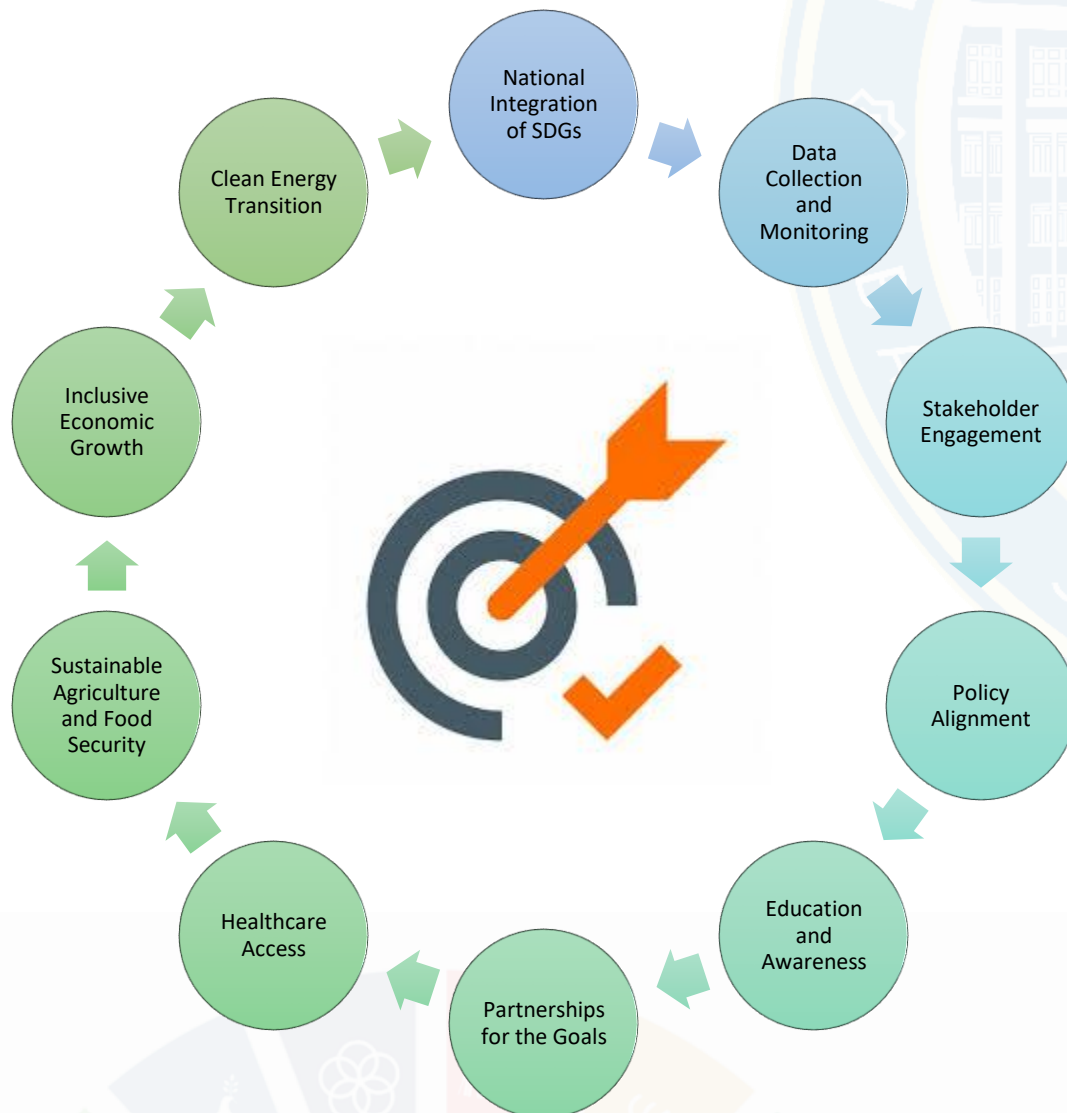 National
Integration
of SDGs
Data
Collection
and
Monitoring
Stakeholder
Engagement
Policy
Alignment
Education
and
Awareness
Partnerships
for the Goals
Healthcare
Access
Sustainable
Agriculture
and Food
Security
Inclusive
Economic
Growth
Clean Energy
Transition